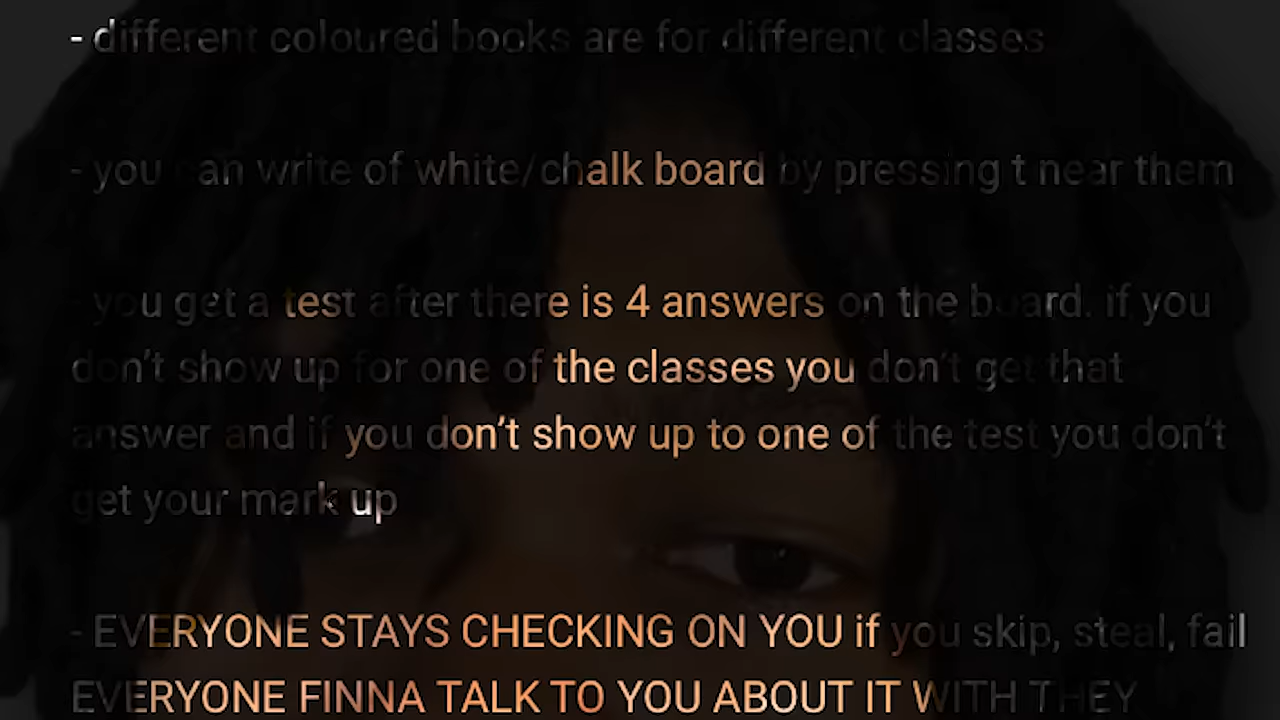 - different coloured books are for different classes
- you can write of white/chalk board by pressing t near them
- you get a test after there is 4 answers on the board. if you
don't show up for one of the classes you don't get that
answer and if you don't show up to one of the test you don't
get your mark up
- EVERYONE STAYS CHECKING ON YOU if you skip, steal, fail
EVERYONE FINNA TALK TO YOU ABOUT IT WITH THEY